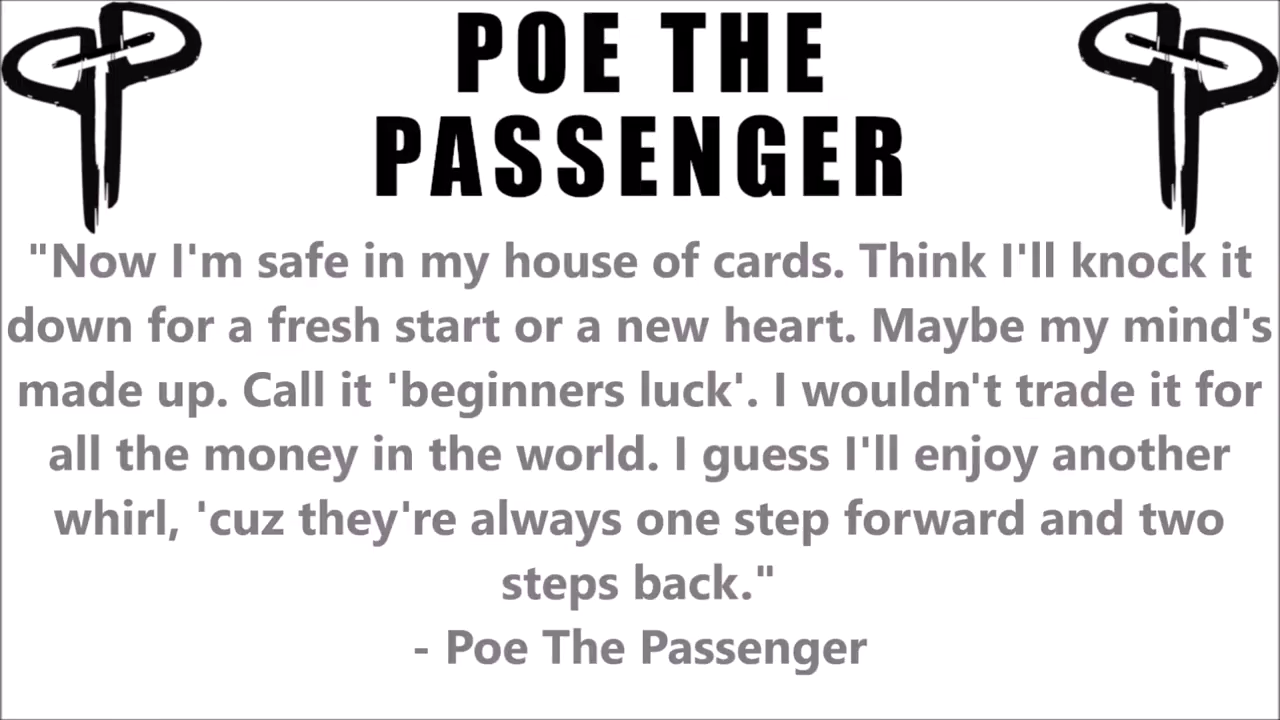 POE THE
PASSENGER
"Now I'm safe in my house of cards. Think I'll knock it
down for a fresh start or a new heart. Maybe my mind's
made up. Call it 'beginners luck'. I wouldn't trade it for
all the money in the world. I guess I'll enjoy another
whirl, 'cuz they're always one step forward and two
steps back."
- Poe The Passenger